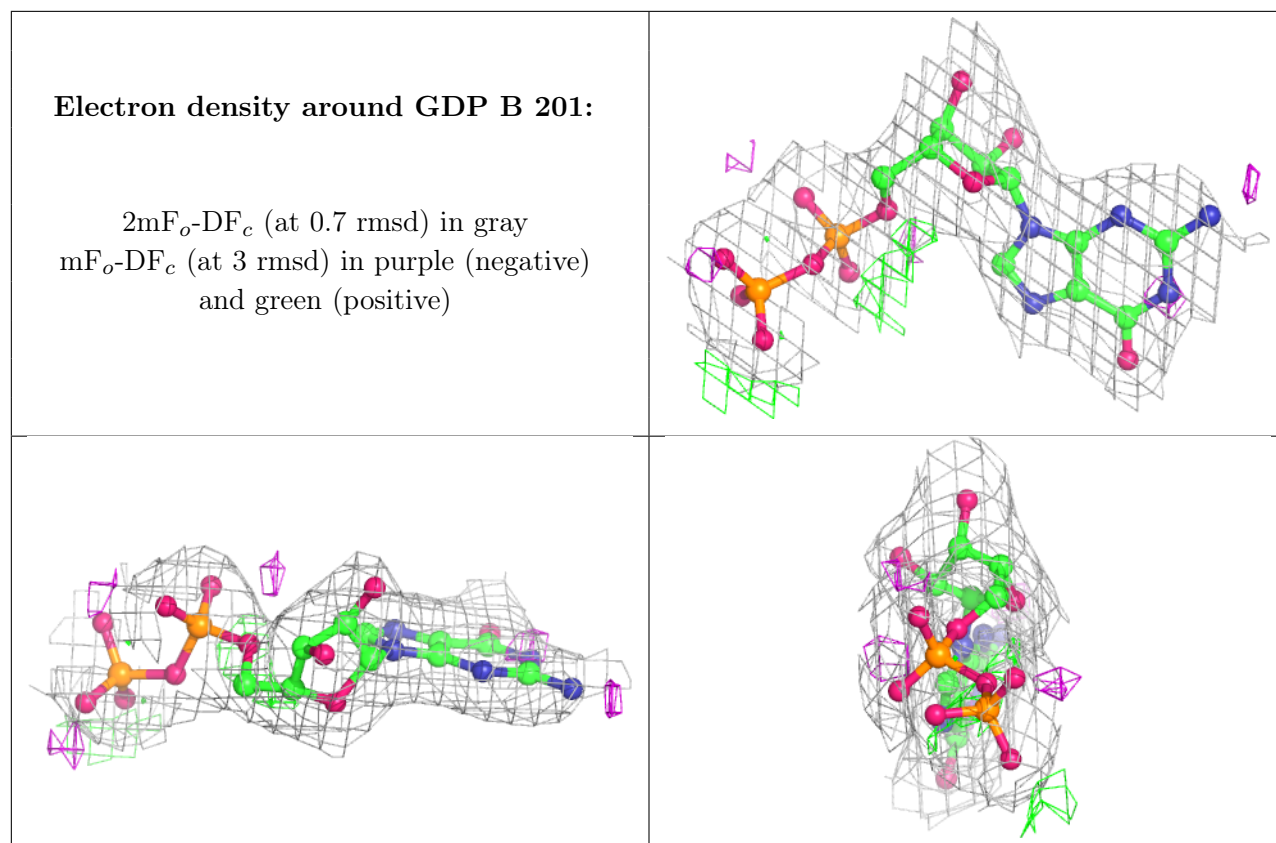 Electron density around GDP B 201:
2mFₒ-DF𝒸 (at 0.7 rmsd) in gray
mFₒ-DF𝒸 (at 3 rmsd) in purple (negative)
and green (positive)